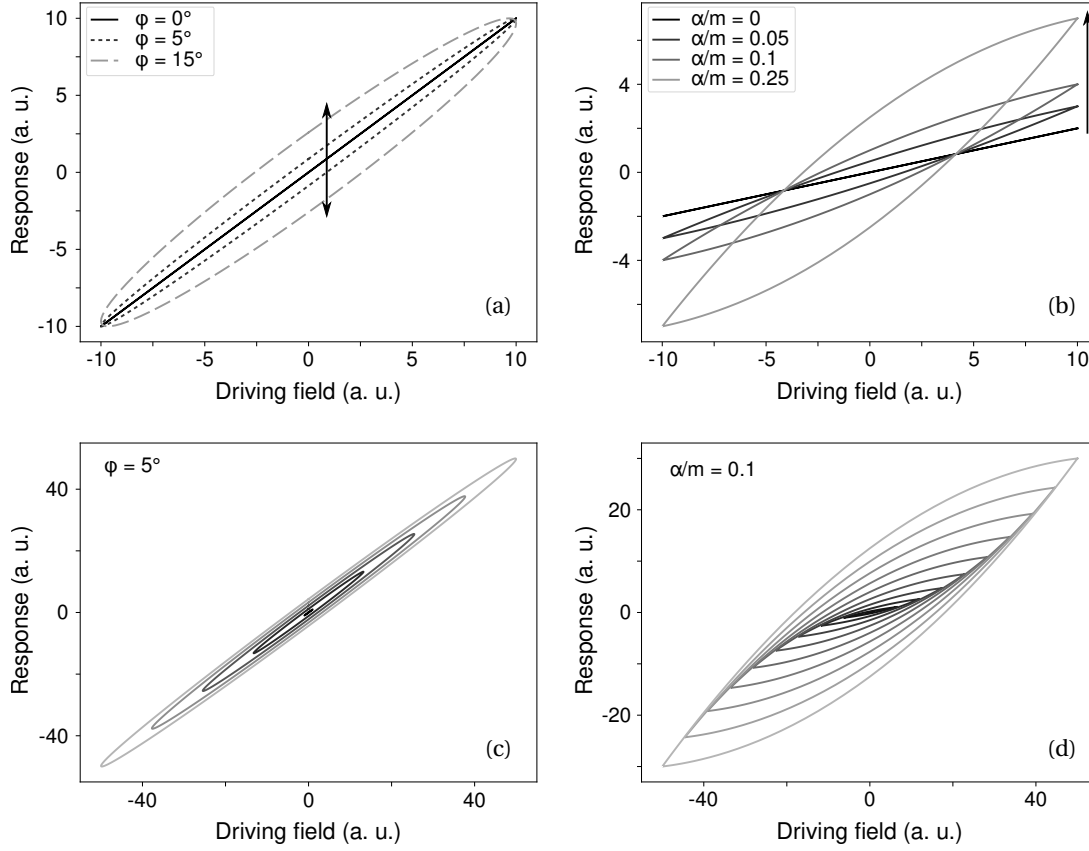 10
5
0
-5
-10
Response (a. u.)
φ = 0°
φ = 5°
φ = 15°
(a)
-10
-5
0
5
10
Driving field (a. u.)
4
0
-4
Response (a. u.)
α/m = 0
α/m = 0.05
α/m = 0.1
α/m = 0.25
(b)
-10
-5
0
5
10
Driving field (a. u.)
40
0
-40
Response (a. u.)
φ = 5°
(c)
-40
0
40
Driving field (a. u.)
20
0
-20
Response (a. u.)
α/m = 0.1
(d)
-40
0
40
Driving field (a. u.)